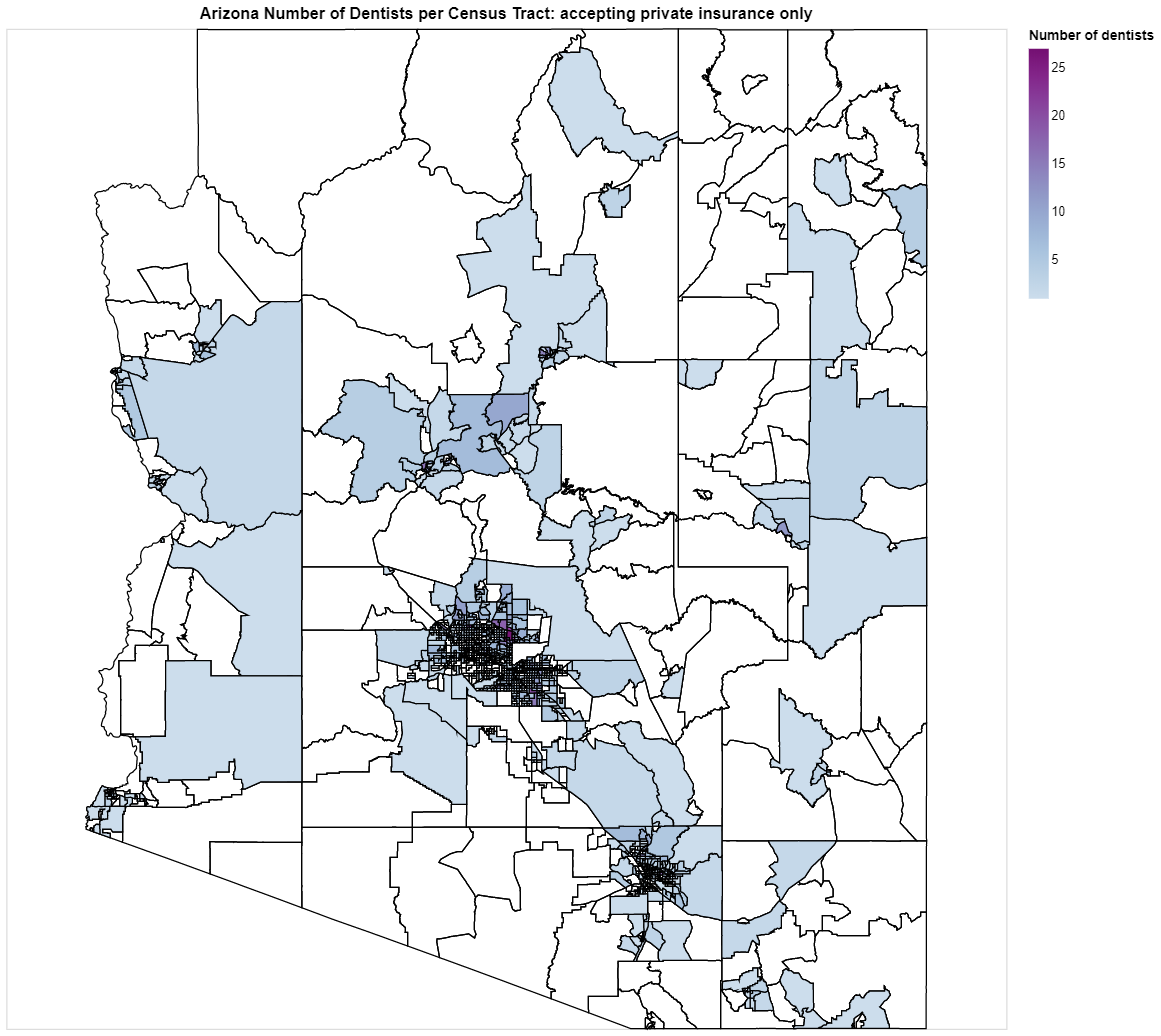 Arizona Number of Dentists per Census Tract: accepting private insurance only
Number of dentists
25
20
15
10
5